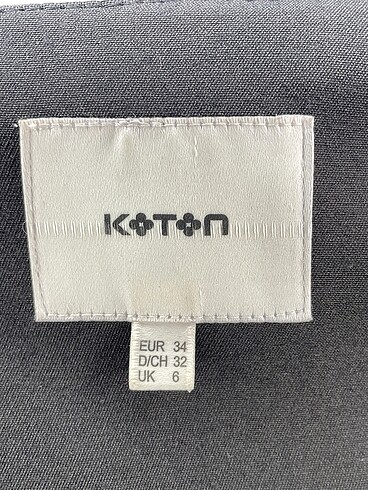 KOTON
EUR 34
D/CH 32
UK 6